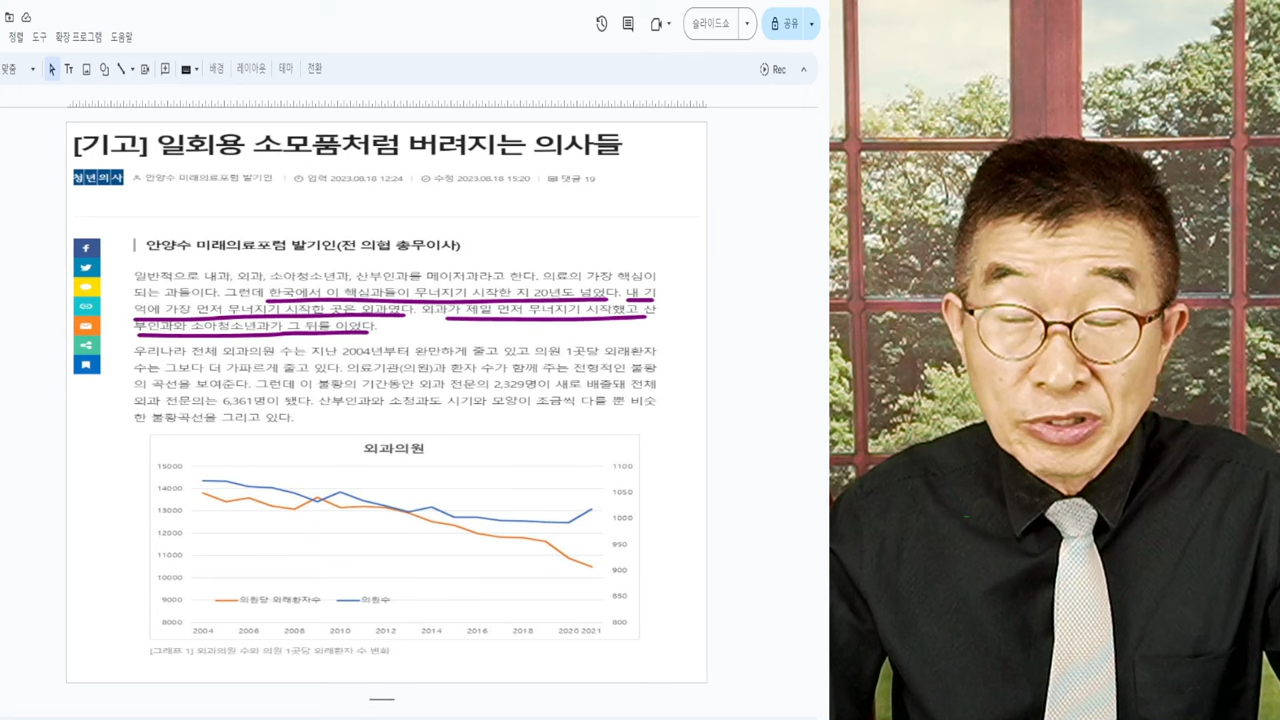 정렬 도구 확장 프로그램 도움말
슬라이드쇼
공유
맞춤
배경 레이아웃 테마 전환
Rec
[기고] 일회용 소모품처럼 버려지는 의사들
청년의사 안양수 미래의료포럼 발기인 입력 2023.08.18 12:24 수정 2023.08.18 15:20 댓글 19
안양수 미래의료포럼 발기인(전 의협 총무이사)
일반적으로 내과, 외과, 소아청소년과, 산부인과를 메이저과라고 한다. 의료의 가장 핵심이
되는 과들이다. 그런데 한국에서 이 핵심과들이 무너지기 시작한 지 20년도 넘었다. 내 기
억에 가장 먼저 무너지기 시작한 곳은 외과였다. 외과가 제일 먼저 무너지기 시작했고 산
부인과와 소아청소년과가 그 뒤를 이었다.
우리나라 전체 외과의원 수는 지난 2004년부터 완만하게 줄고 있고 의원 1곳당 외래환자
수는 그보다 더 가파르게 줄고 있다. 의료기관(의원)과 환자 수가 함께 주는 전형적인 불황
의 곡선을 보여준다. 그런데 이 불황의 기간동안 외과 전문의 2,329명이 새로 배출돼 전체
외과 전문의는 6,361명이 됐다. 산부인과와 소청과도 시기와 모양이 조금씩 다를 뿐 비슷
한 불황곡선을 그리고 있다.
외과의원
15000 1100
14000 1050
13000 1000
12000 950
11000 900
10000 850
9000 800
8000
의원당 외래환자수 의원수
2004 2006 2008 2010 2012 2014 2016 2018 2020 2021
[그래프 1] 외과의원 수와 의원 1곳당 외래환자 수 변화